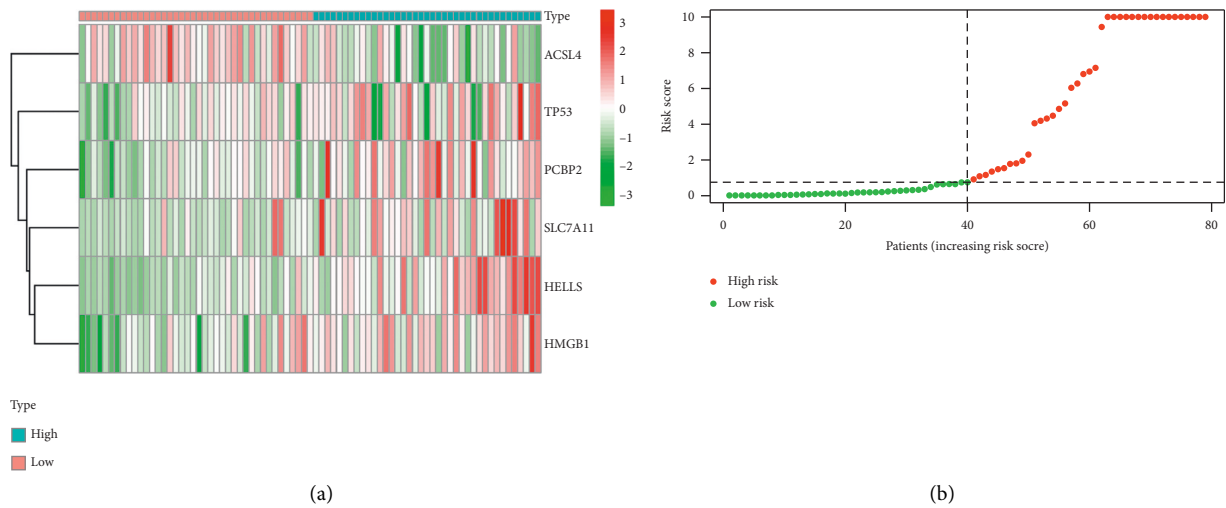 Type
3
2
1
0
−1
−2
−3
ACSL4
TP53
PCBP2
SLC7A11
HELLS
HMGB1
Type
High
Low
(a)
Risk score
10
8
6
4
2
0
0 20 40 60 80
Patients (increasing risk socre)
High risk
Low risk
(b)